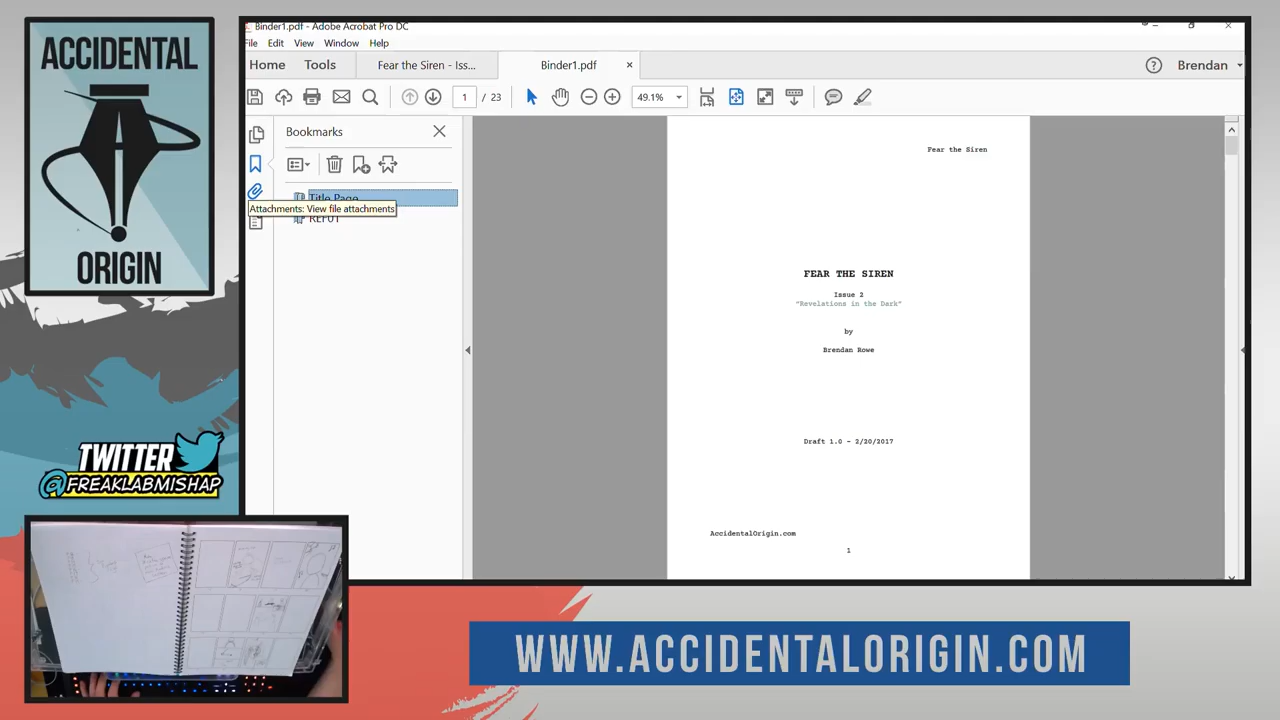 ACCIDENTAL
ORIGIN
TWITTER
@FREAKLABMISHAP
Binder1.pdf - Adobe Acrobat Pro DC
File Edit View Window Help
Home Tools Fear the Siren - Iss... Binder1.pdf × Brendan
1 / 23 49.1%
Bookmarks
Title Page
Attachments: View file attachments
Fear the Siren
FEAR THE SIREN
Issue 2
"Revelations in the Dark"
by
Brendan Rowe
Draft 1.0 - 2/20/2017
AccidentalOrigin.com
1
WWW.ACCIDENTALORIGIN.COM